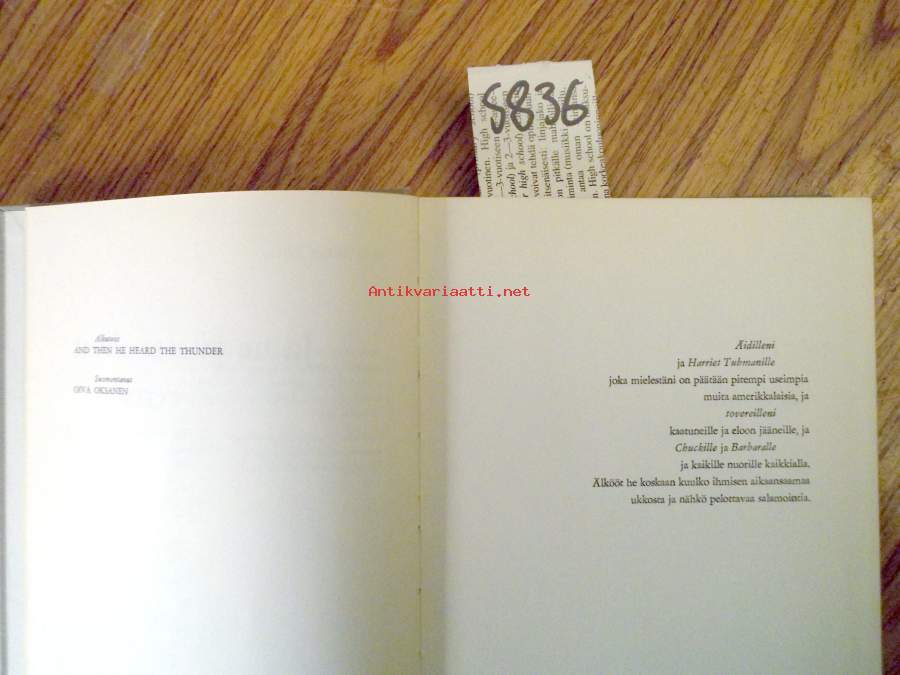 S836
Antikvariaatti.net
Alkuteos
AND THEN HE HEARD THE THUNDER
Suomentanut
OIVA OKSANEN
Äidilleni
ja Harriet Tubmanille
joka mielestäni on päätään pitempi useimpia
muita amerikkalaisia, ja
tovereilleni
kaatuneille ja eloon jääneille, ja
Chuckille ja Barbaralle
ja kaikille nuorille kaikkialla.
Älkööt he koskaan kuulko ihmisen aikaansaamaa
ukkosta ja nähkö pelottavaa salamointia.